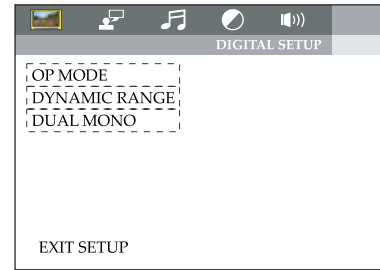 DIGITAL SETUP
OP MODE
DYNAMIC RANGE
DUAL MONO
EXIT SETUP